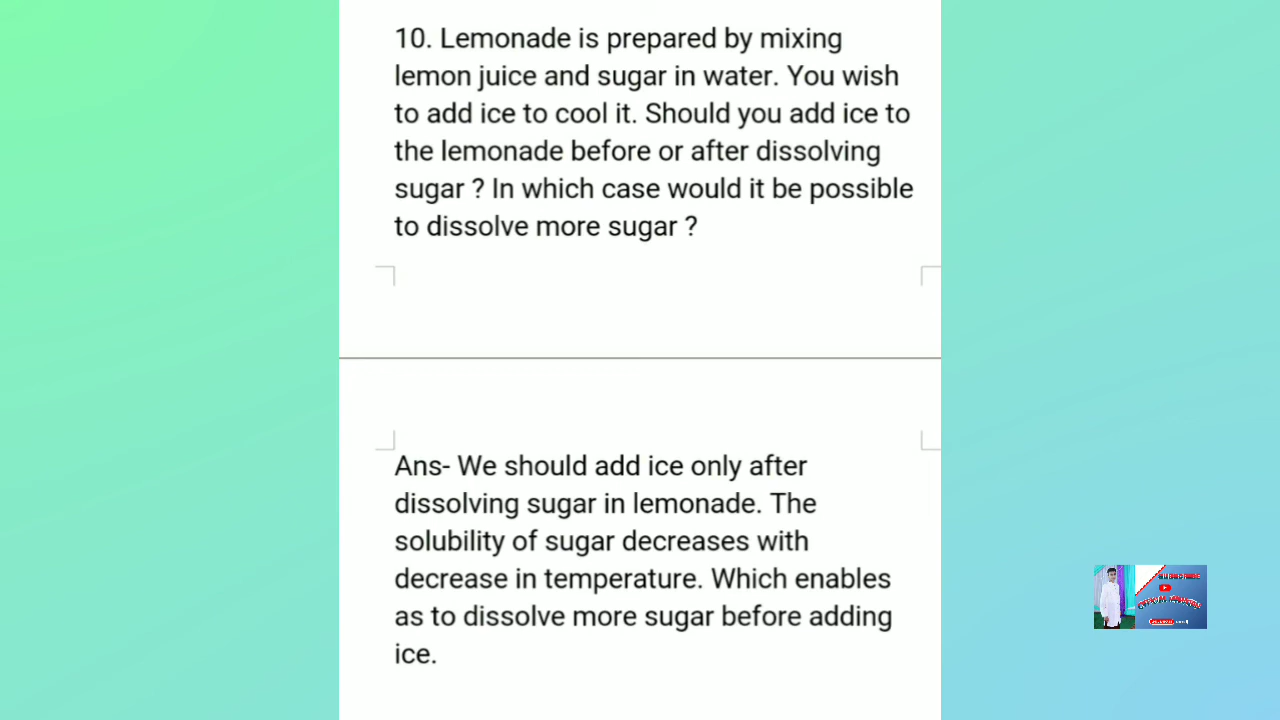 10. Lemonade is prepared by mixing
lemon juice and sugar in water. You wish
to add ice to cool it. Should you add ice to
the lemonade before or after dissolving
sugar ? In which case would it be possible
to dissolve more sugar ?
Ans- We should add ice only after
dissolving sugar in lemonade. The
solubility of sugar decreases with
decrease in temperature. Which enables
as to dissolve more sugar before adding
ice.